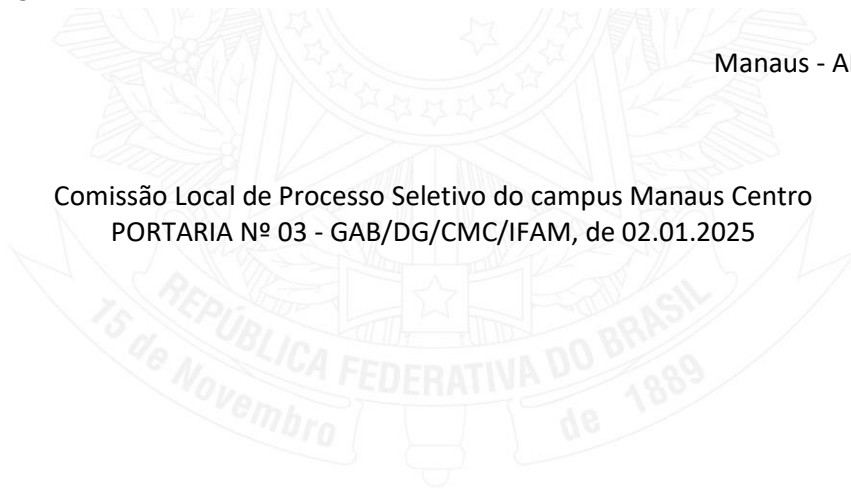 Manaus - A
Comissão Local de Processo Seletivo do campus Manaus Centro
PORTARIA Nº 03 - GAB/DG/CMC/IFAM, de 02.01.2025
REPÚBLICA FEDERATIVA DO BRASIL
15 de Novembro de 1889